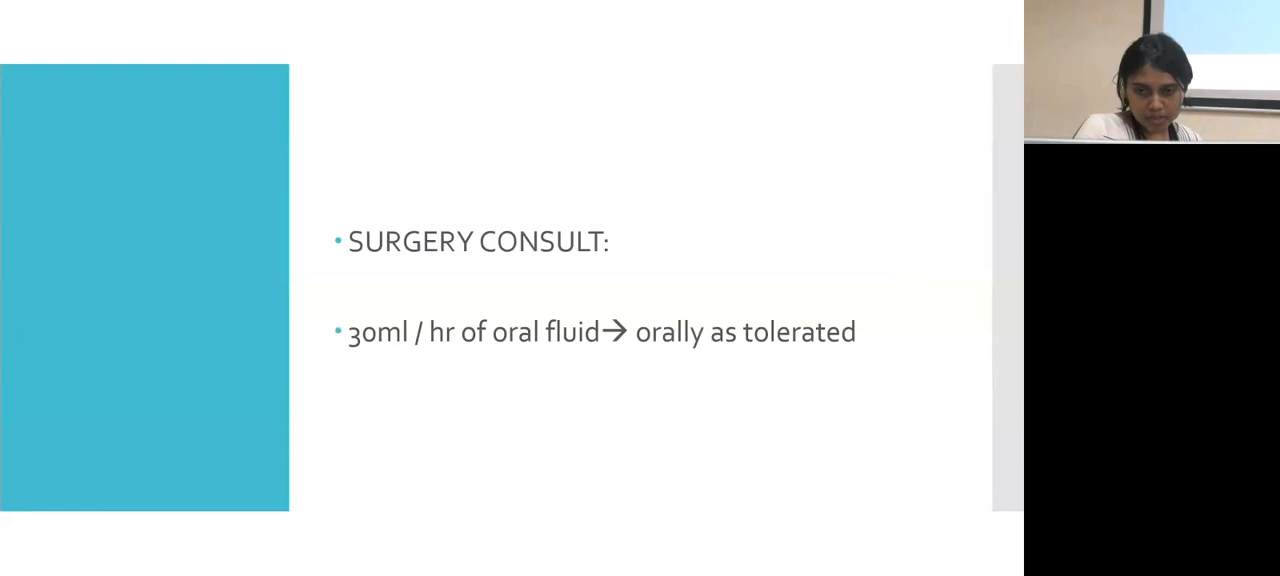 • SURGERY CONSULT:
• 30ml / hr of oral fluid→ orally as tolerated